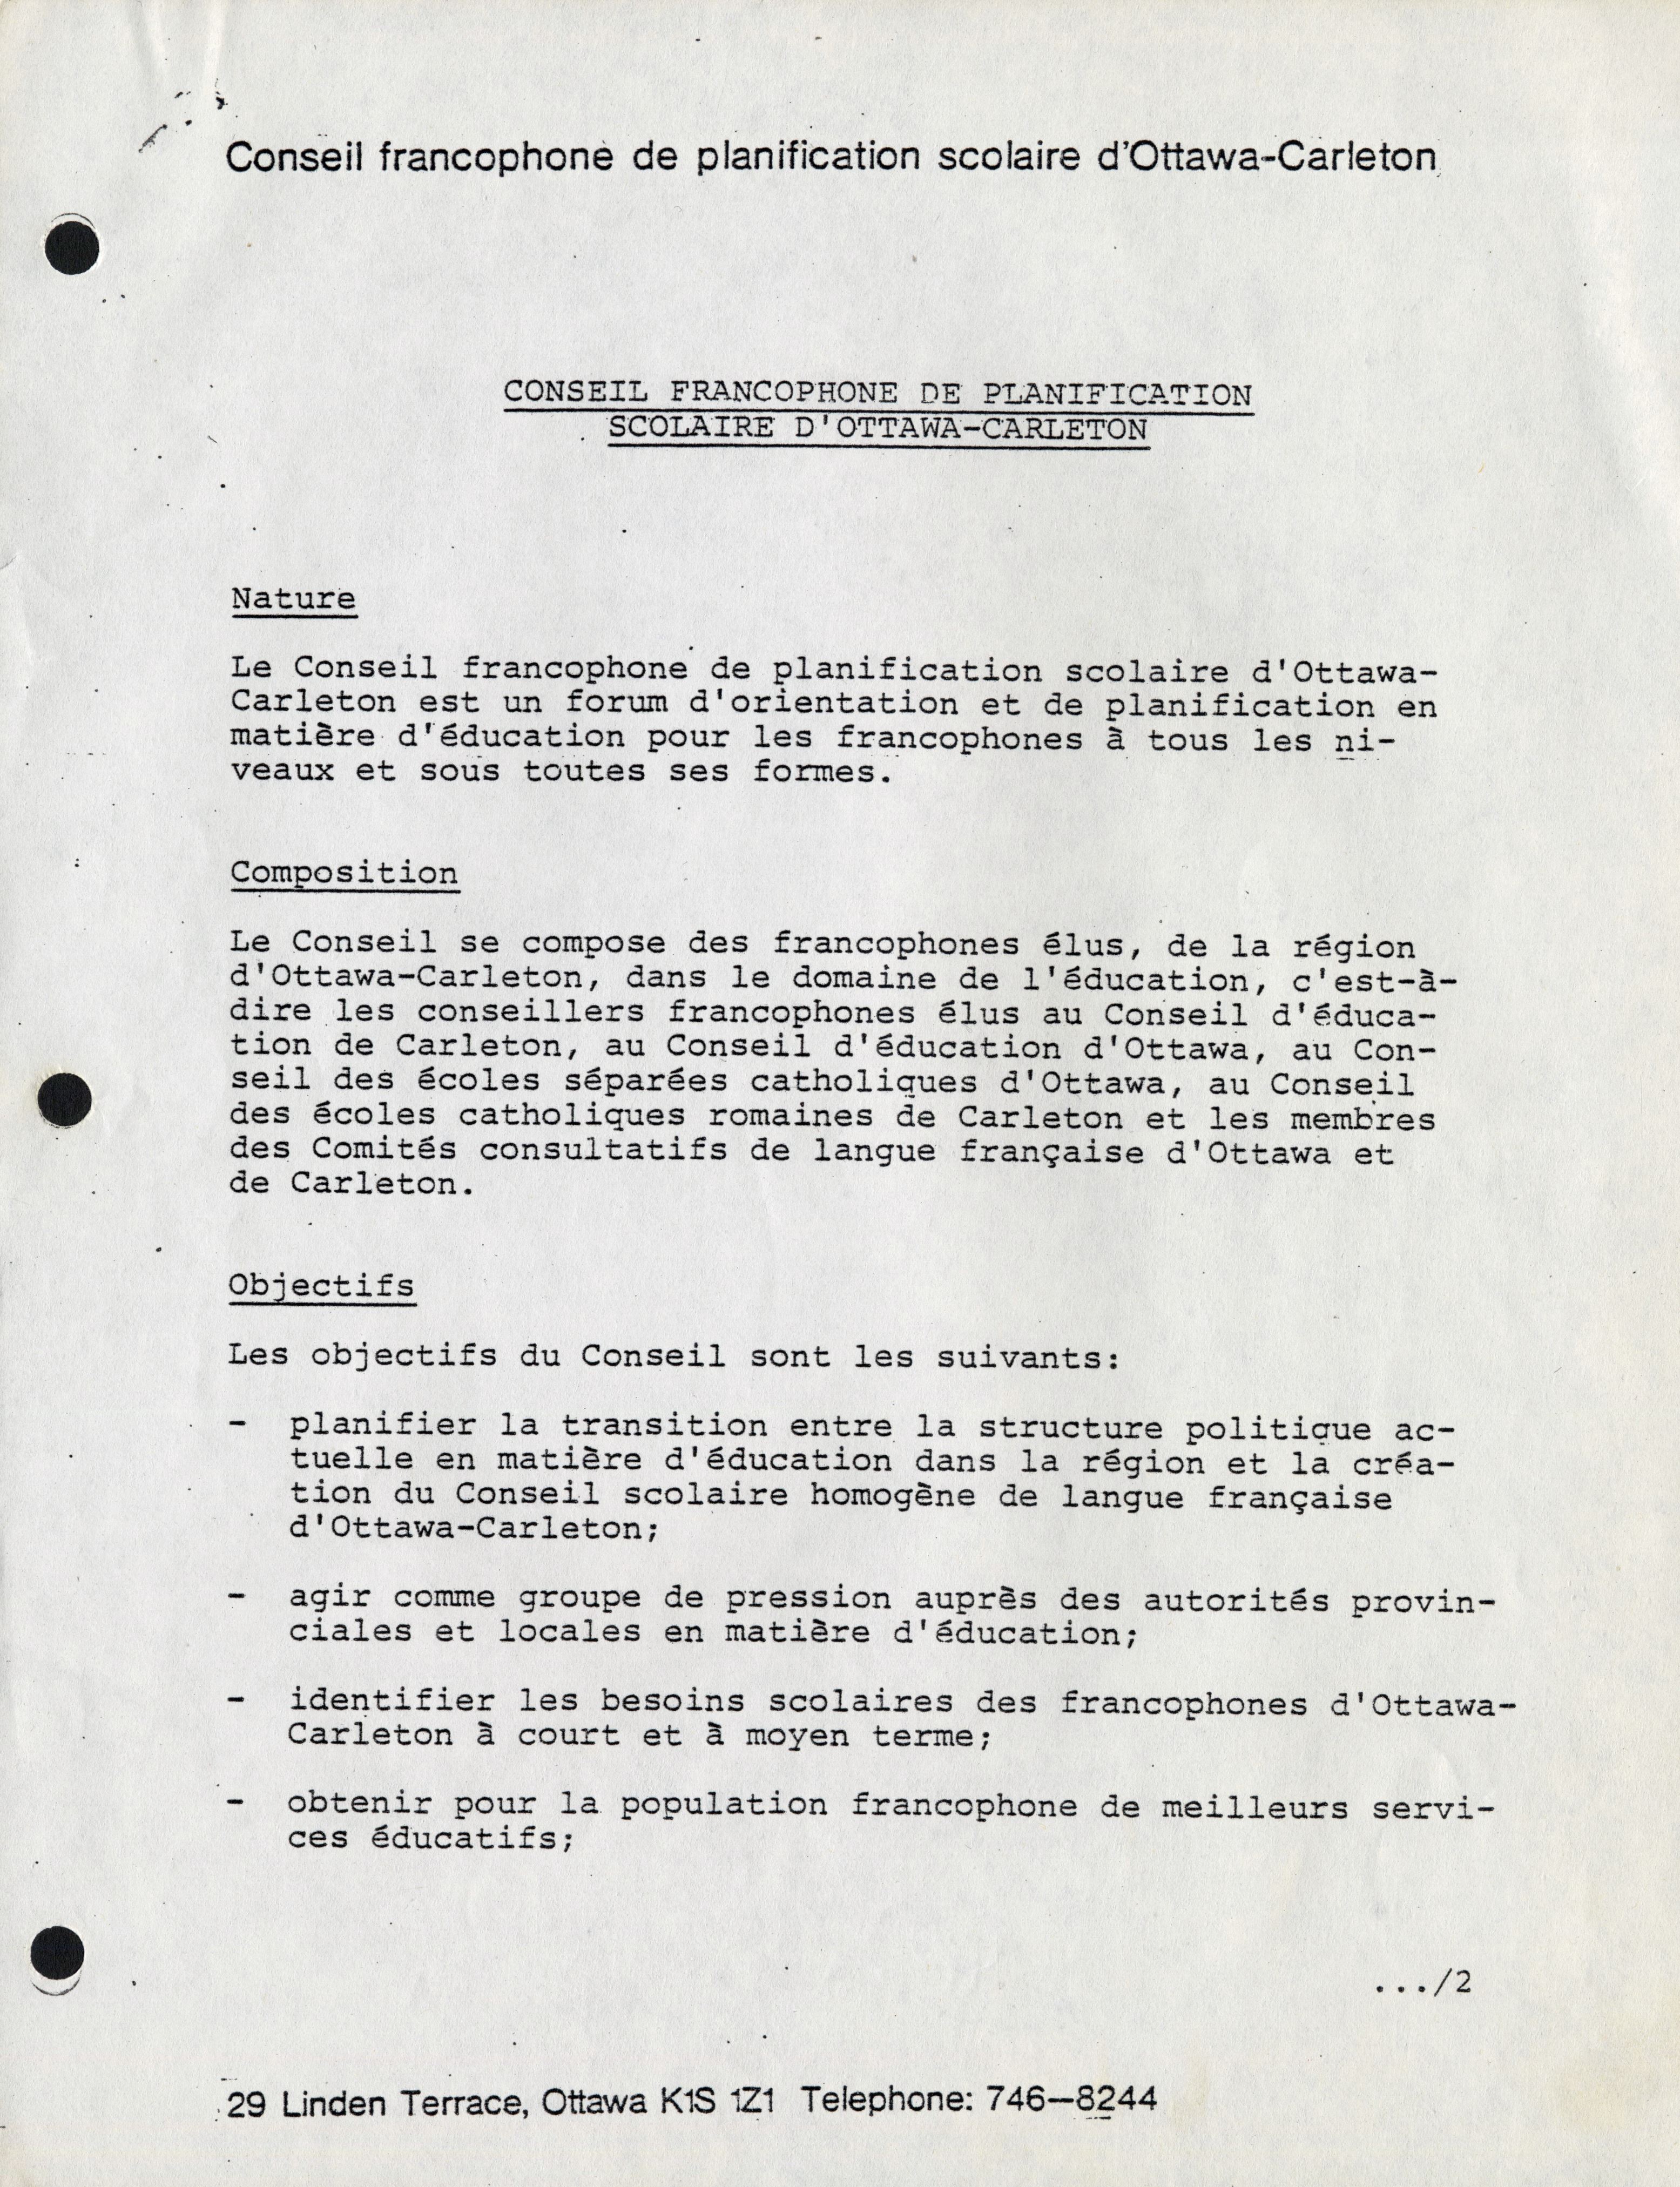 Conseil francophone de planification scolaire d'Ottawa-Carleton
CONSEIL FRANCOPHONE DE PLANIFICATION
SCOLAIRE D'OTTAWA-CARLETON
Nature
Le Conseil francophone de planification scolaire d'Ottawa-
Carleton est un forum d'orientation et de planification en
matière d'éducation pour les francophones à tous les ni-
veaux et sous toutes ses formes.
Composition
Le Conseil se compose des francophones élus, de la région
d'Ottawa-Carleton, dans le domaine de l'éducation, c'est-à-
dire les conseillers francophones élus au Conseil d'éduca-
tion de Carleton, au Conseil d'éducation d'Ottawa, au Con-
seil des écoles séparées catholiques d'Ottawa, au Conseil
des écoles catholiques romaines de Carleton et les membres
des Comités consultatifs de langue française d'Ottawa et
de Carleton.
Objectifs
Les objectifs du Conseil sont les suivants:
- planifier la transition entre la structure politique ac-
tuelle en matière d'éducation dans la région et la créa-
tion du Conseil scolaire homogène de langue française
d'Ottawa-Carleton;
- agir comme groupe de pression auprès des autorités provin-
ciales et locales en matière d'éducation;
- identifier les besoins scolaires des francophones d'Ottawa-
Carleton à court et à moyen terme;
- obtenir pour la population francophone de meilleurs servi-
ces éducatifs;
.../2
29 Linden Terrace, Ottawa K1S 1Z1 Telephone: 746-8244